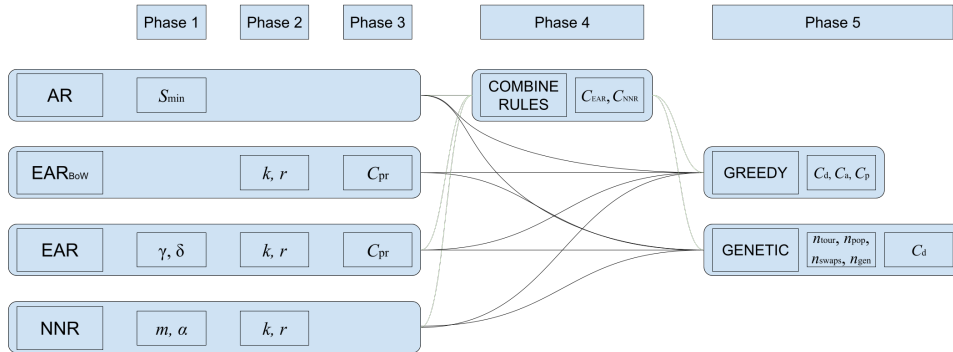 Phase 1 Phase 2 Phase 3 Phase 4 Phase 5
AR Smin
COMBINE
RULES
CEAR, CNNR
EARBoW k, r Cpr
GREEDY Cd, Ca, Cp
EAR γ, δ k, r Cpr
GENETIC
ntour, npop,
nswaps, ngen
Cd
NNR m, α k, r